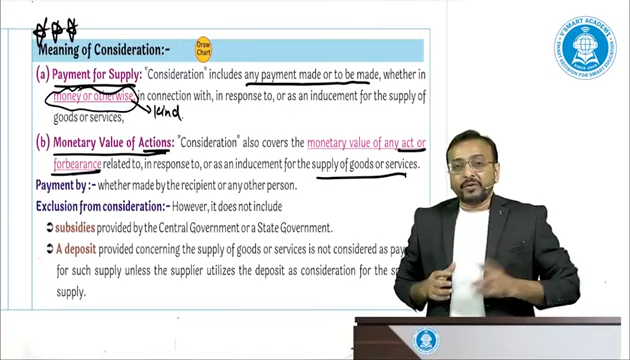 V'SMART ACADEMY
Meaning of Consideration:-
Draw
Chart
(a) Payment for Supply: "Consideration" includes any payment made or to be made, whether in
money or otherwise, in connection with, in response to, or as an inducement for the supply of
goods or services,
kind
(b) Monetary Value of Actions: "Consideration" also covers the monetary value of any act or
forbearance related to, in response to, or as an inducement for the supply of goods or services.
Payment by :- whether made by the recipient or any other person.
Exclusion from consideration:- However, it does not include
➲ subsidies provided by the Central Government or a State Government.
➲ A deposit provided concerning the supply of goods or services is not considered as pay
for such supply unless the supplier utilizes the deposit as consideration for the
supply.